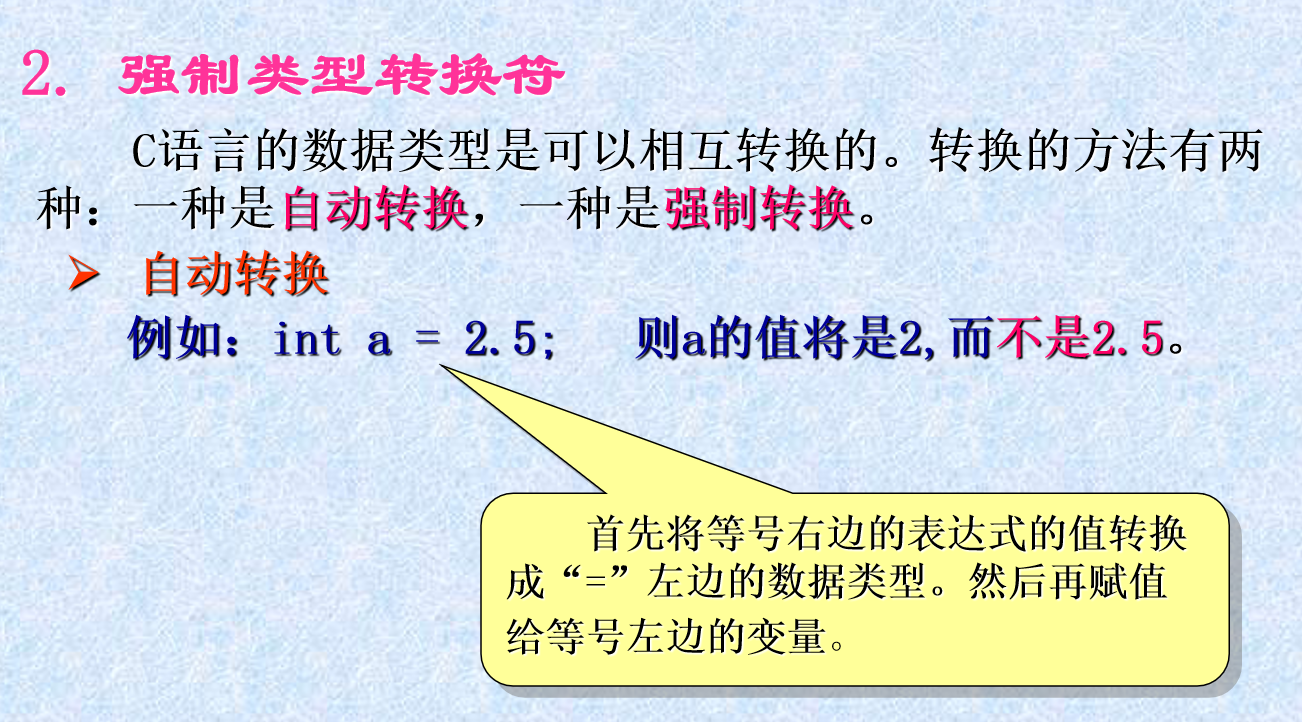 2. 强制类型转换符
C语言的数据类型是可以相互转换的。转换的方法有两
种：一种是自动转换，一种是强制转换。
➢ 自动转换
例如：int a = 2.5; 则a的值将是2,而不是2.5。
首先将等号右边的表达式的值转换
成“=”左边的数据类型。然后再赋值
给等号左边的变量。